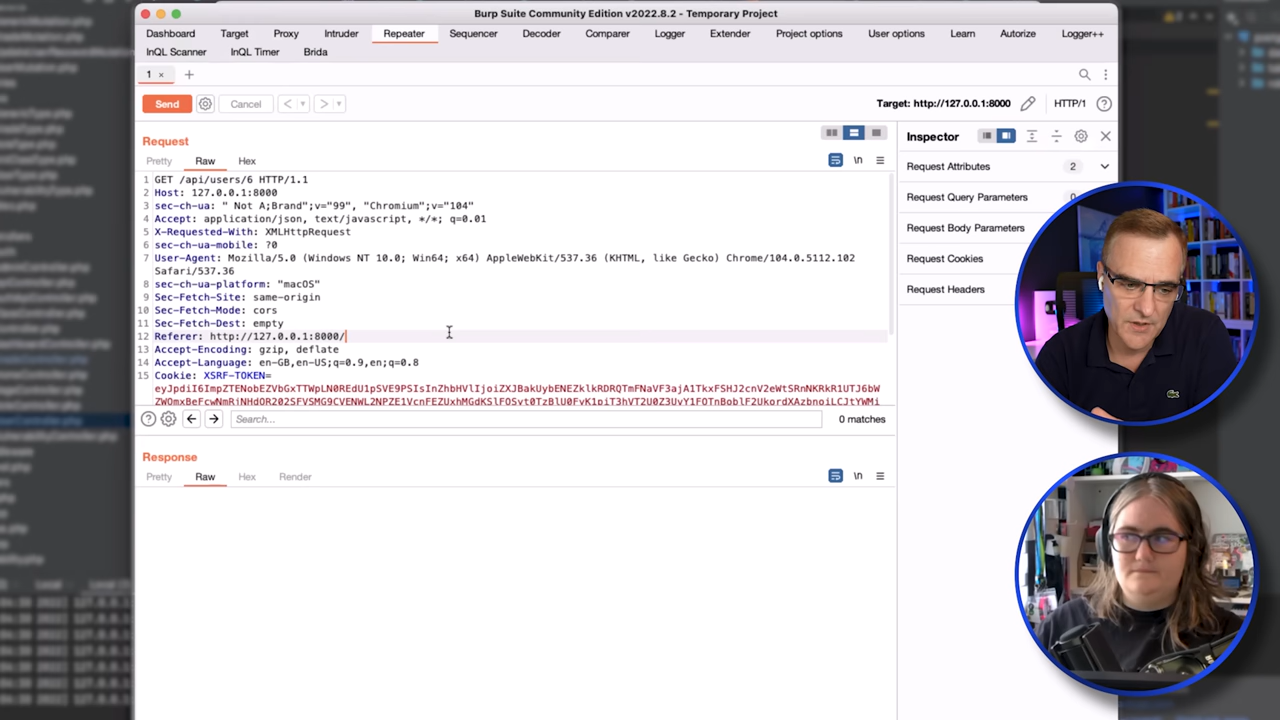 Burp Suite Community Edition v2022.8.2 - Temporary Project
Dashboard Target Proxy Intruder Repeater Sequencer Decoder Comparer Logger Extender Project options User options Learn Autorize Logger++
InQL Scanner InQL Timer Brida
1 × +
Send Cancel < > Target: http://127.0.0.1:8000 HTTP/1 ?
Request
Pretty Raw Hex \n
1 GET /api/users/6 HTTP/1.1
2 Host: 127.0.0.1:8000
3 sec-ch-ua: " Not A;Brand";v="99", "Chromium";v="104"
4 Accept: application/json, text/javascript, */*; q=0.01
5 X-Requested-With: XMLHttpRequest
6 sec-ch-ua-mobile: ?0
7 User-Agent: Mozilla/5.0 (Windows NT 10.0; Win64; x64) AppleWebKit/537.36 (KHTML, like Gecko) Chrome/104.0.5112.102
Safari/537.36
8 sec-ch-ua-platform: "macOS"
9 Sec-Fetch-Site: same-origin
10 Sec-Fetch-Mode: cors
11 Sec-Fetch-Dest: empty
12 Referer: http://127.0.0.1:8000/
13 Accept-Encoding: gzip, deflate
14 Accept-Language: en-GB,en-US;q=0.9,en;q=0.8
15 Cookie: XSRF-TOKEN=
Search... 0 matches
Response
Pretty Raw Hex Render \n
Inspector
Request Attributes 2
Request Query Parameters
Request Body Parameters
Request Cookies
Request Headers